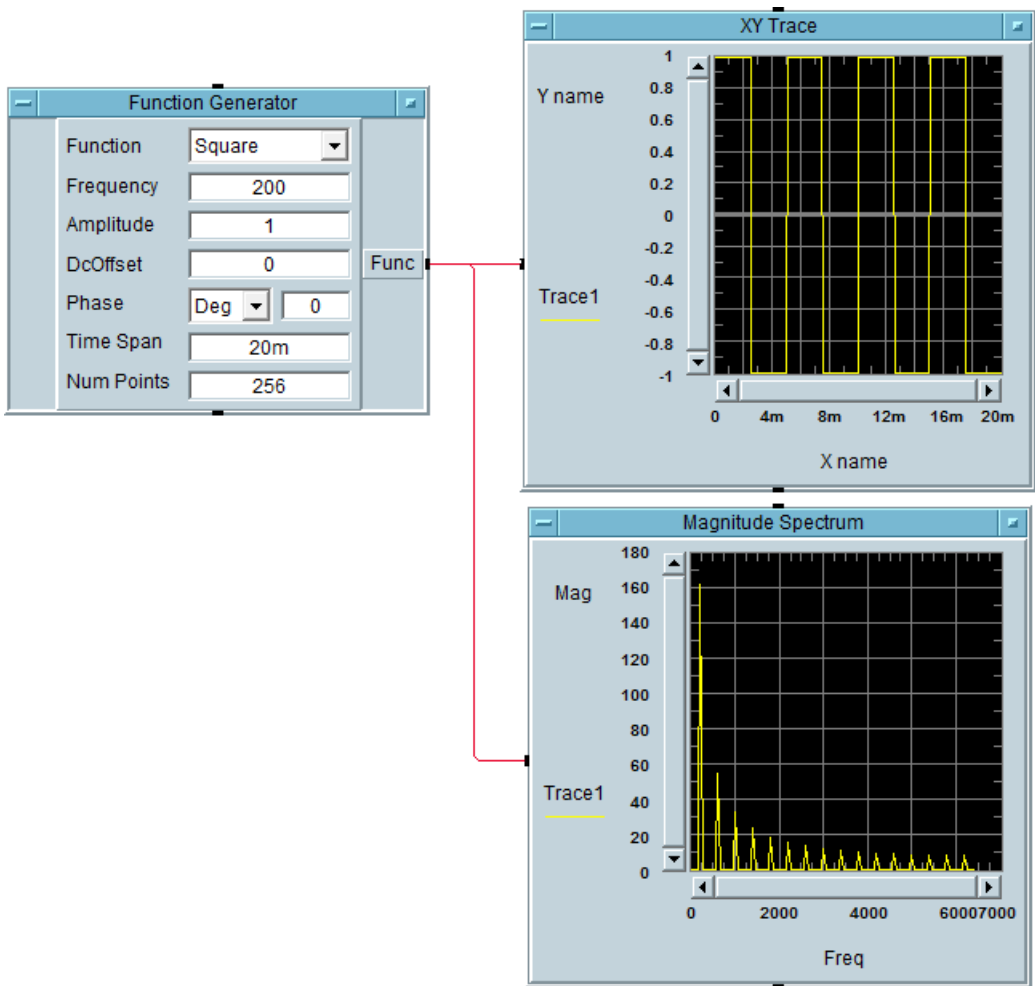 Function Generator
Function Square
Frequency 200
Amplitude 1
DcOffset 0
Phase Deg 0
Time Span 20m
Num Points 256
Func
XY Trace
Y name
Trace1
1
0.8
0.6
0.4
0.2
0
-0.2
-0.4
-0.6
-0.8
-1
0 4m 8m 12m 16m 20m
X name
Magnitude Spectrum
Mag
Trace1
180
160
140
120
100
80
60
40
20
0
0 2000 4000 60007000
Freq